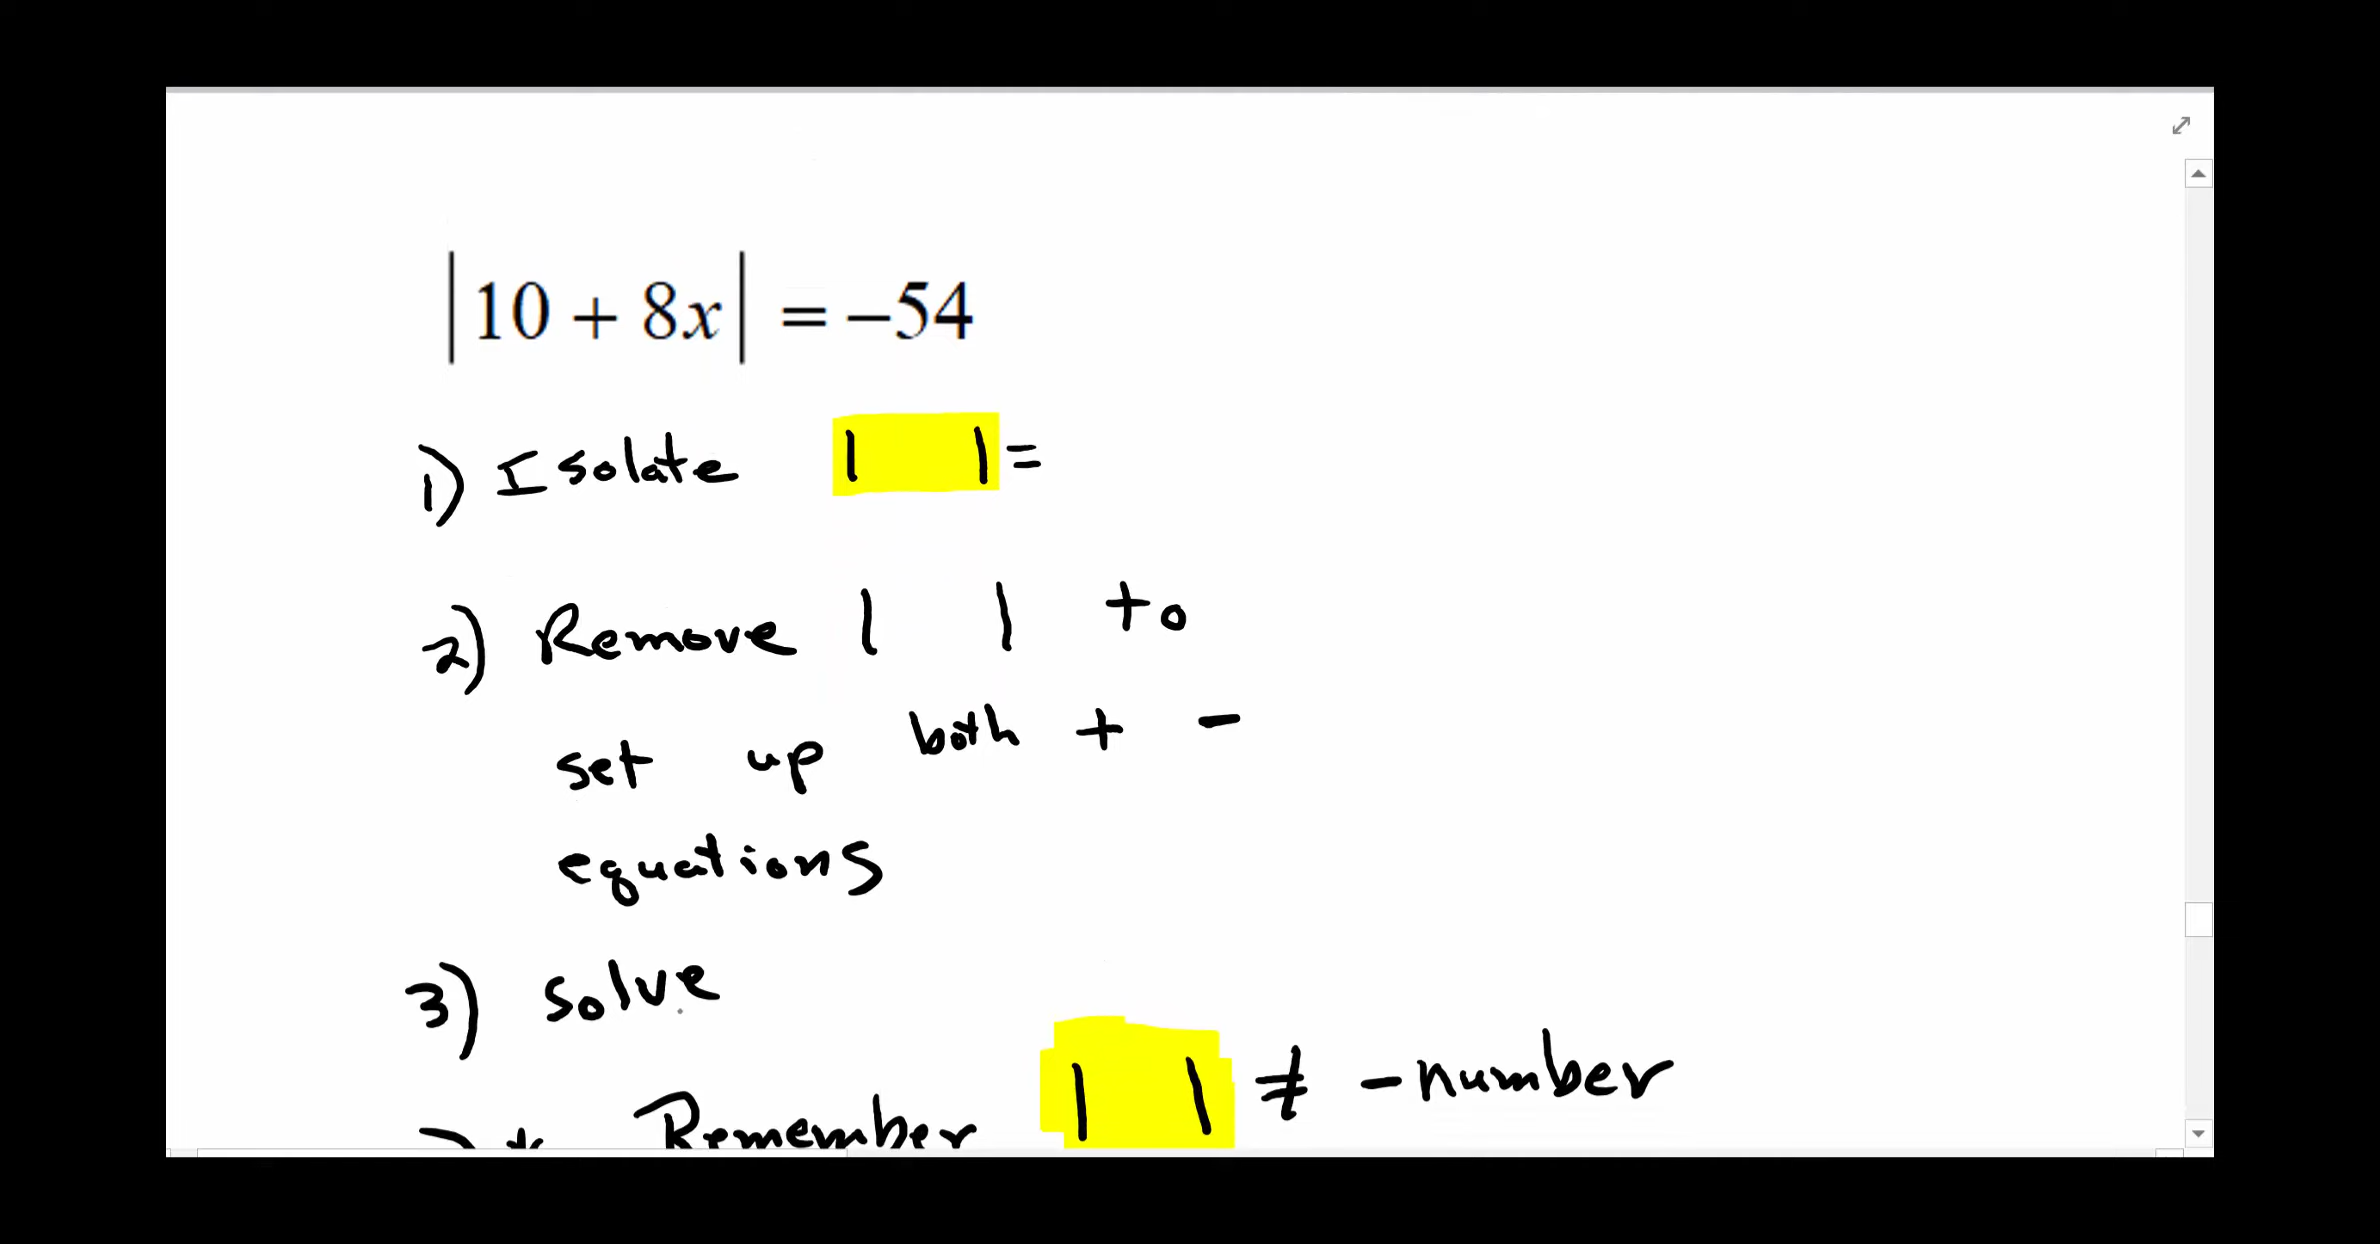 |10 + 8x| = −54
1) Isolate | | =
2) Remove | | to
set up both + -
equations
3) solve
* Remember | | ≠ -number